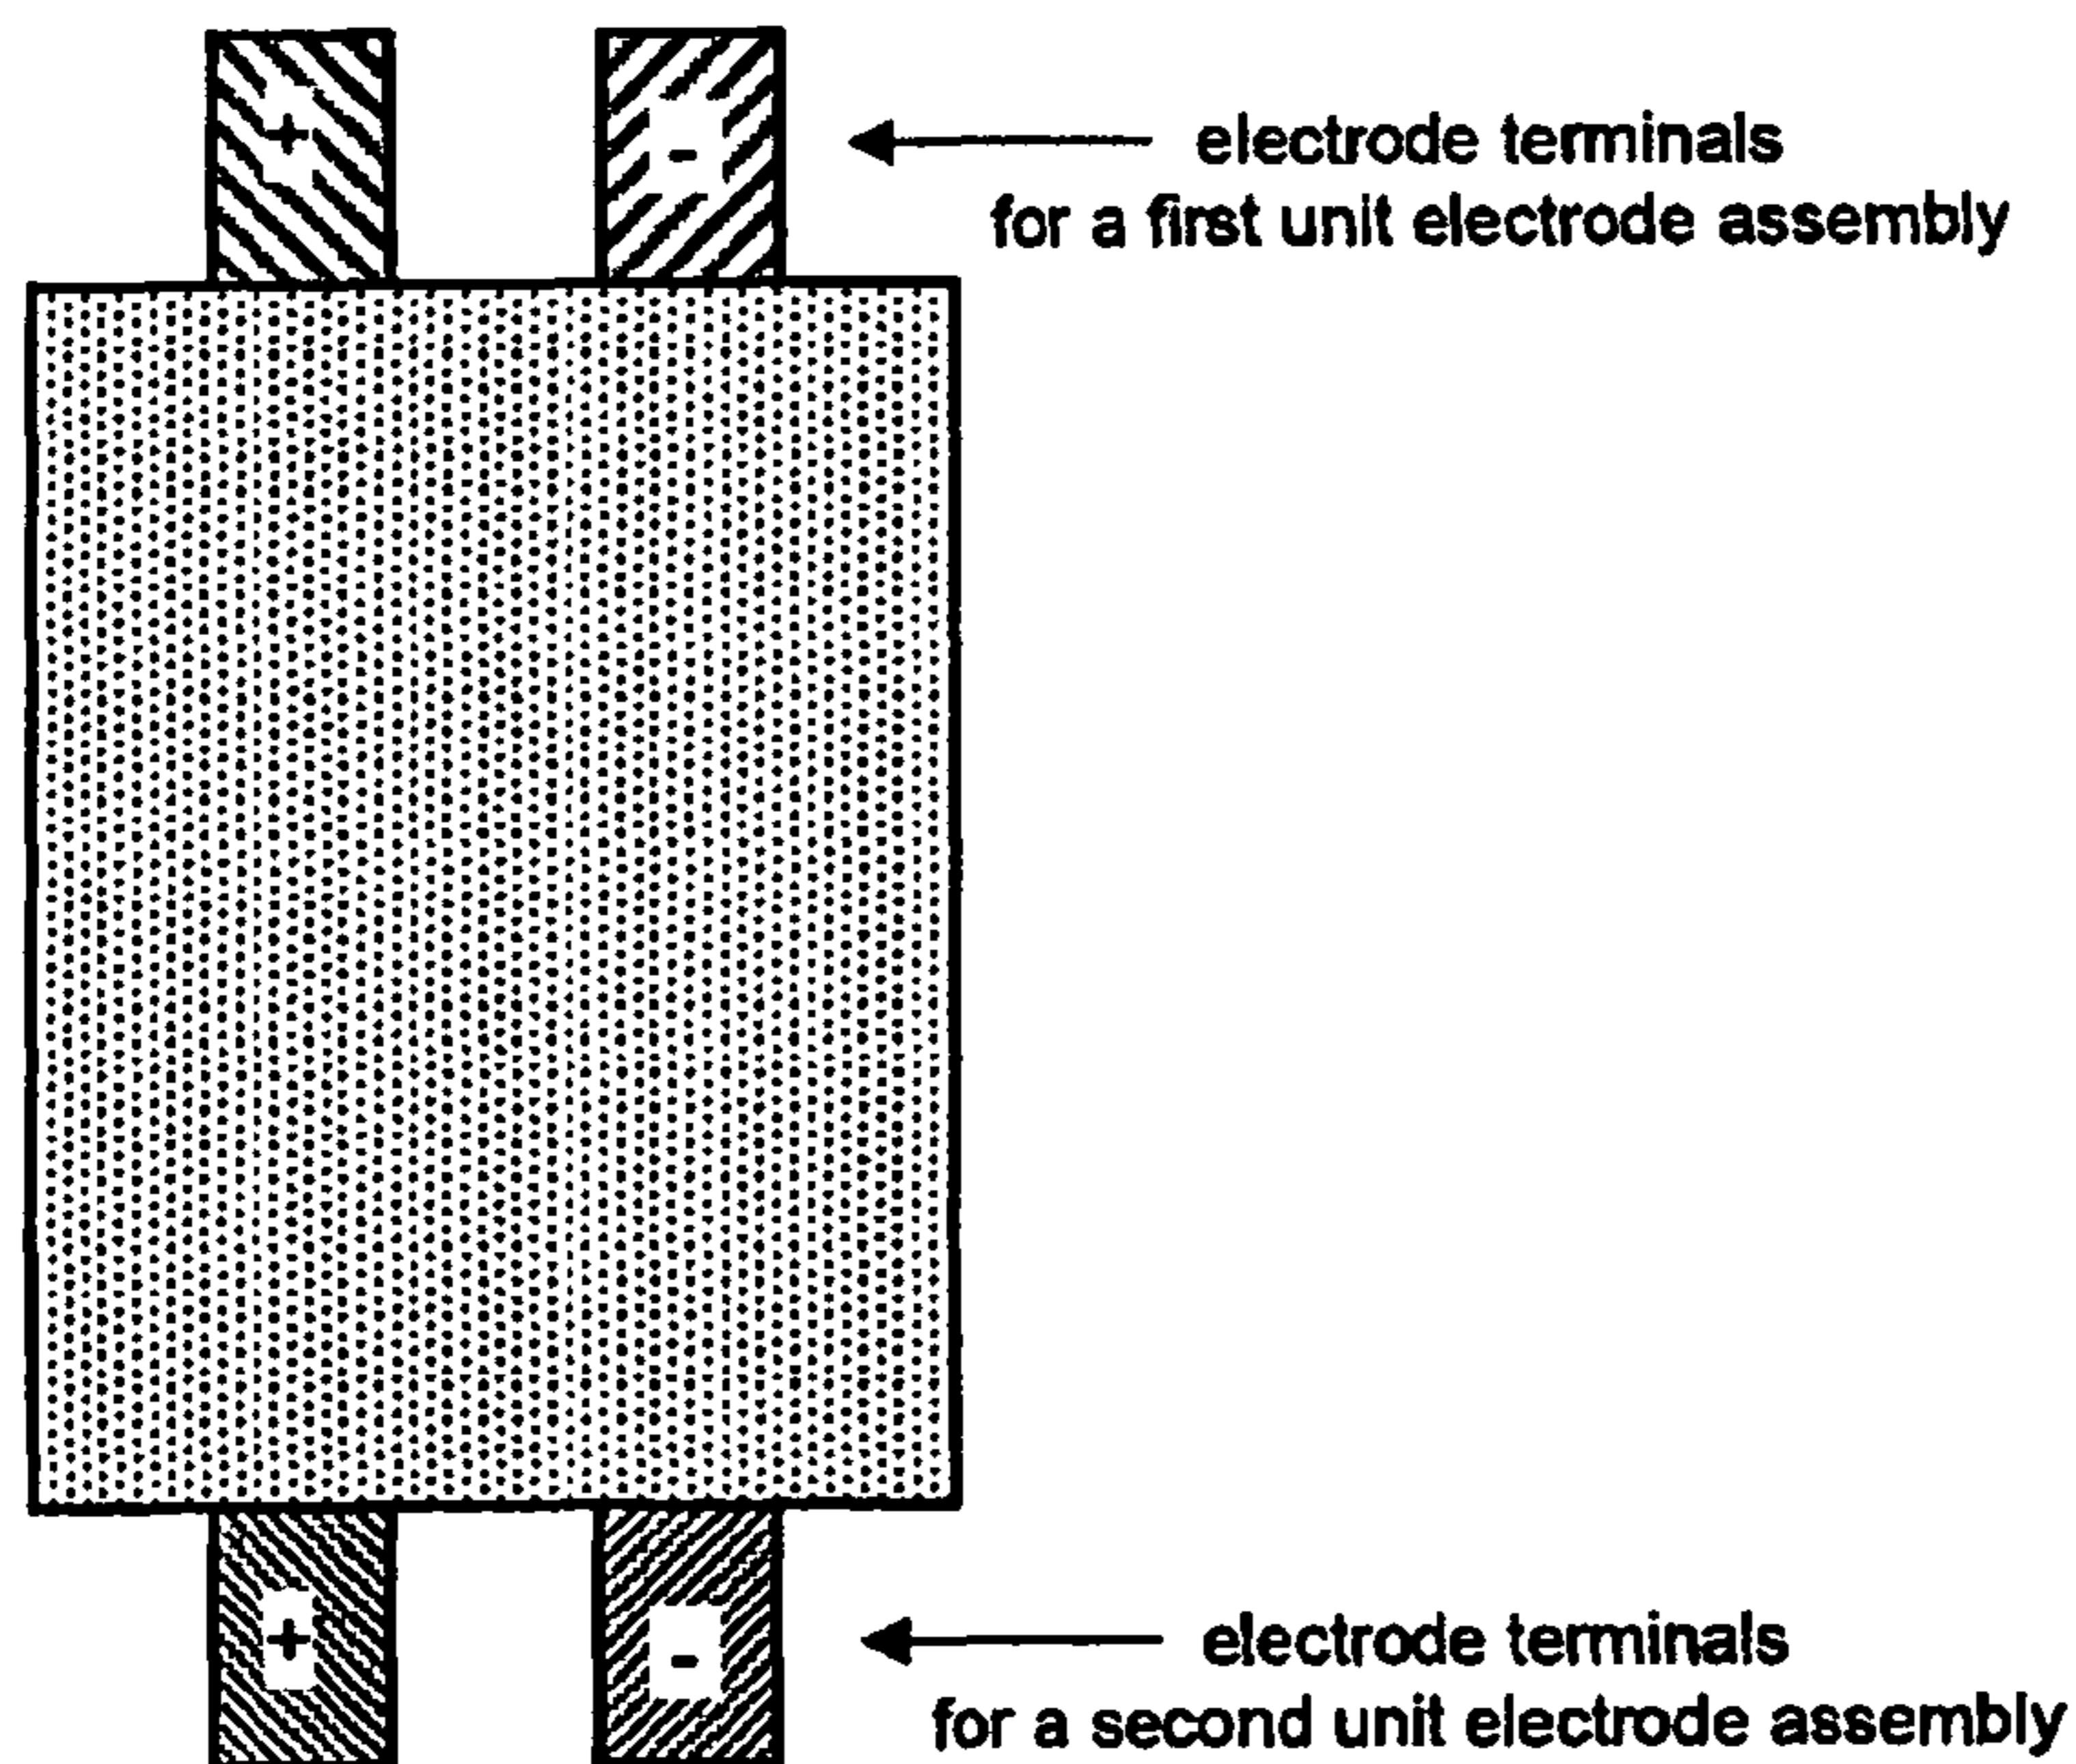 + -
electrode terminals
for a first unit electrode assembly
+ -
electrode terminals
for a second unit electrode assembly